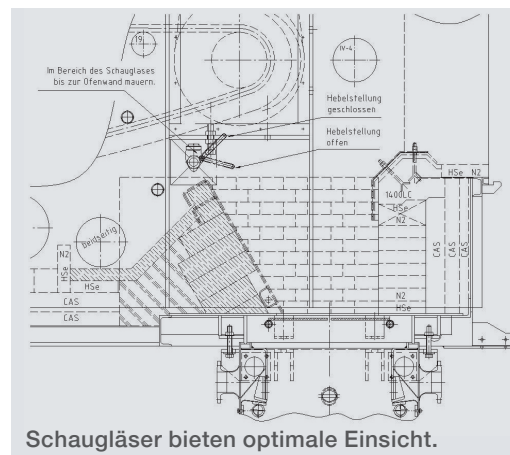 19
IV-4
Im Bereich des Schauglases
bis zur Ofenwand mauern.
Hebelstellung
geschlossen
Hebelstellung
offen
HSe N2
1400LC
HSe
N2
Beidseitig
N2
HSe
HSe
CAS
CAS
CAS
CAS
CAS
N2
HSe
Schaugläser bieten optimale Einsicht.